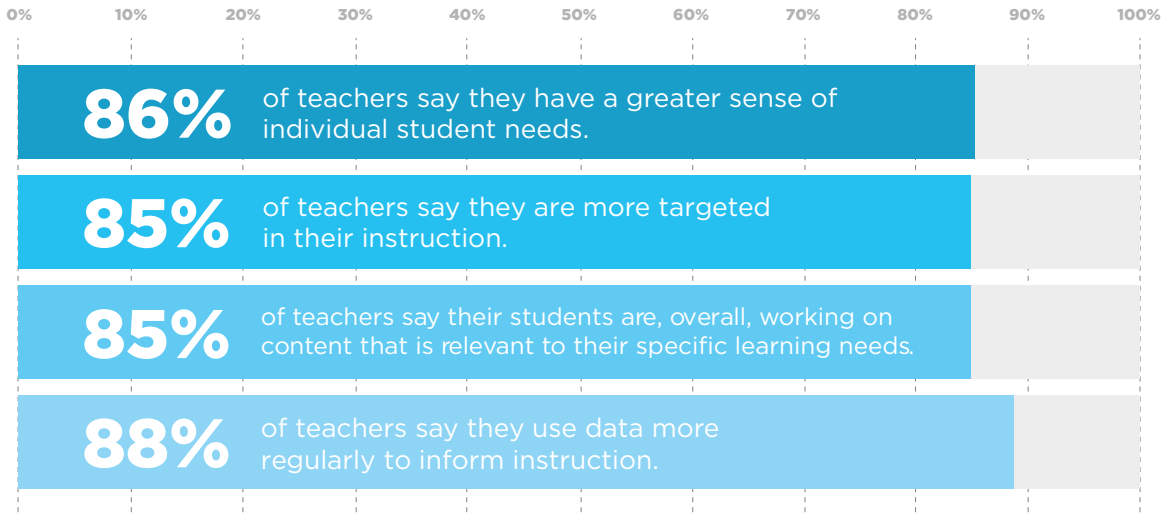 0% 10% 20% 30% 40% 50% 60% 70% 80% 90% 100%
86% of teachers say they have a greater sense of
individual student needs.
85% of teachers say they are more targeted
in their instruction.
85% of teachers say their students are, overall, working on
content that is relevant to their specific learning needs.
88% of teachers say they use data more
regularly to inform instruction.